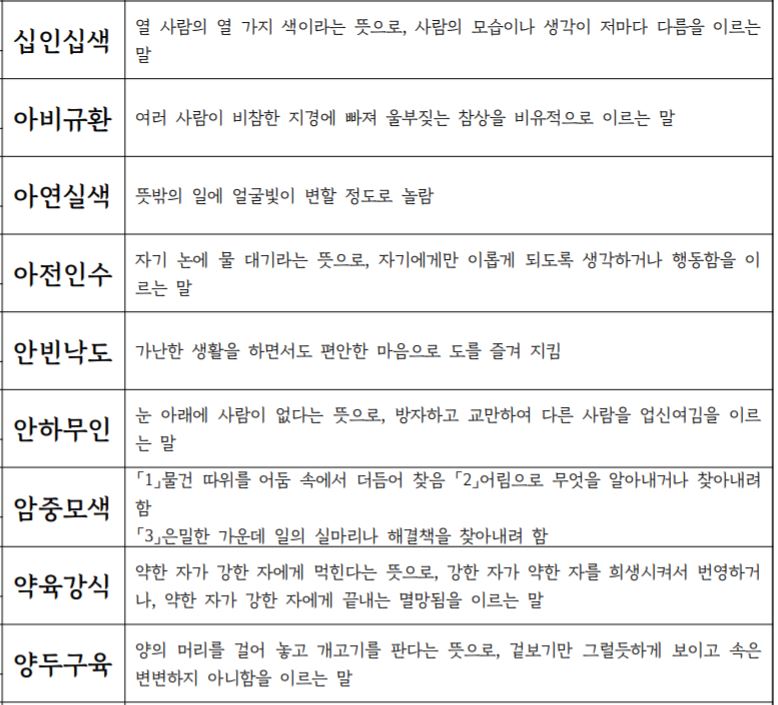 십인십색
열 사람의 열 가지 색이라는 뜻으로, 사람의 모습이나 생각이 저마다 다름을 이르는
말
아비규환
여러 사람이 비참한 지경에 빠져 울부짖는 참상을 비유적으로 이르는 말
아연실색
뜻밖의 일에 얼굴빛이 변할 정도로 놀람
아전인수
자기 논에 물 대기라는 뜻으로, 자기에게만 이롭게 되도록 생각하거나 행동함을 이
르는 말
안빈낙도
가난한 생활을 하면서도 편안한 마음으로 도를 즐겨 지킴
안하무인
눈 아래에 사람이 없다는 뜻으로, 방자하고 교만하여 다른 사람을 업신여김을 이르
는 말
암중모색
「1」물건 따위를 어둠 속에서 더듬어 찾음 「2」어림으로 무엇을 알아내거나 찾아내려
함
「3」은밀한 가운데 일의 실마리나 해결책을 찾아내려 함
약육강식
약한 자가 강한 자에게 먹힌다는 뜻으로, 강한 자가 약한 자를 희생시켜서 번영하거
나, 약한 자가 강한 자에게 끝내는 멸망됨을 이르는 말
양두구육
양의 머리를 걸어 놓고 개고기를 판다는 뜻으로, 겉보기만 그럴듯하게 보이고 속은
변변하지 아니함을 이르는 말